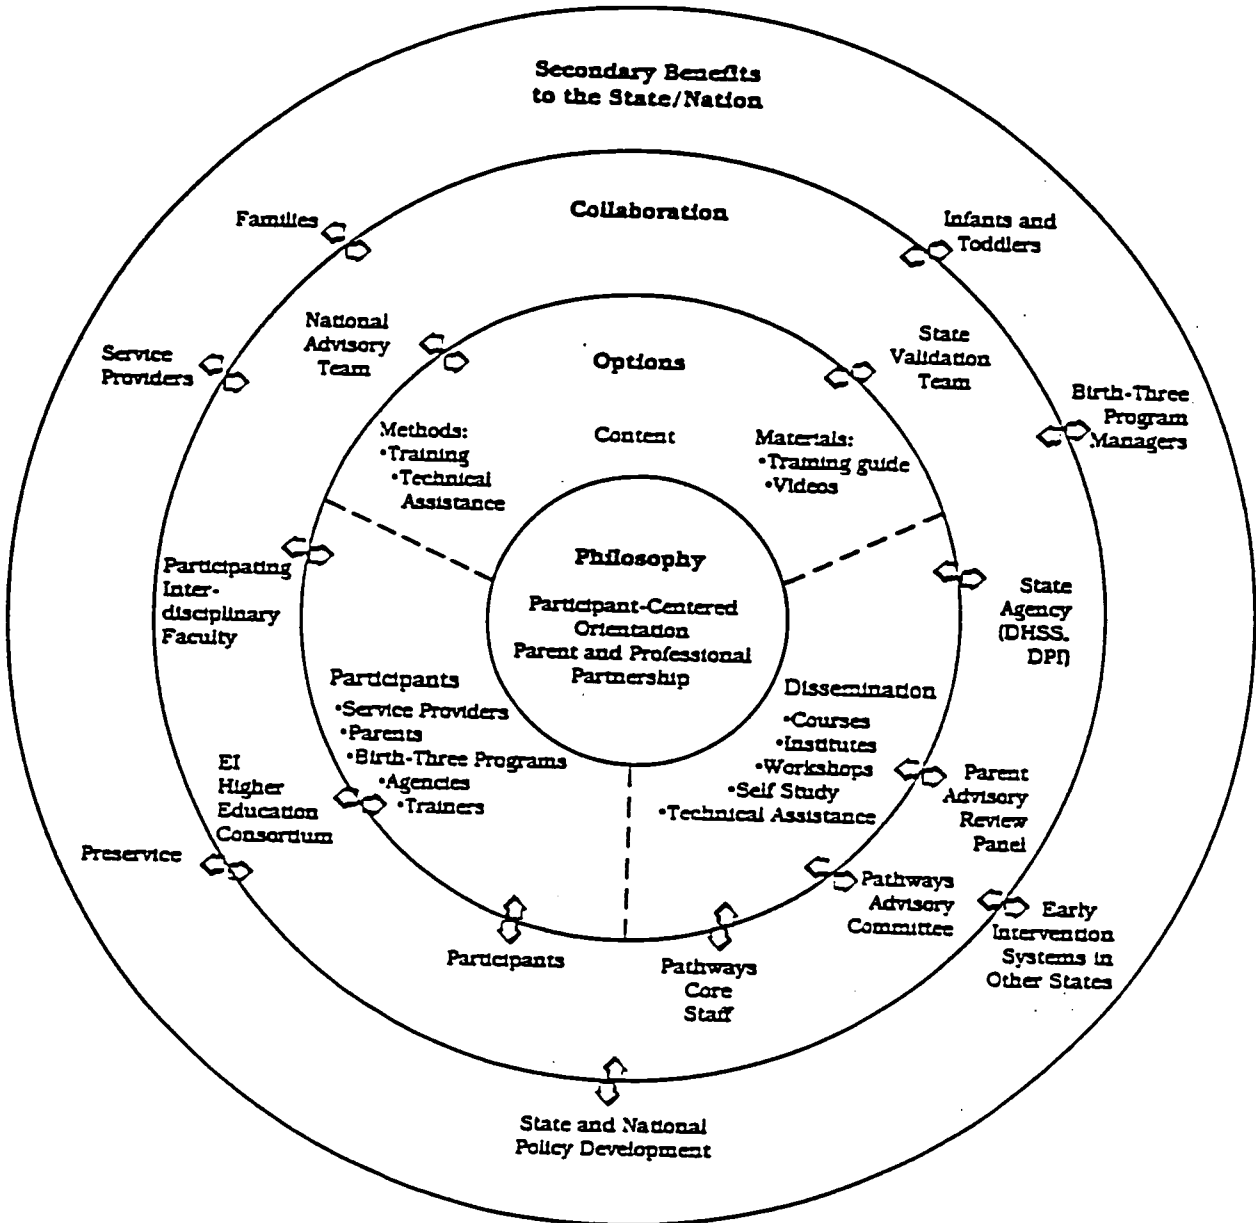 Secondary Benefits
to the State/Nation
Collaboration
Families
Infants and
Toddlers
National
Advisory
Team
State
Validation
Team
Service
Providers
Options
Birth-Three
Program
Managers
Methods:
•Training
•Technical
Assistance
Content
Materials:
•Training guide
•Videos
Philosophy
Participant-Centered
Orientation
Parent and Professional
Partnership
Participating
Inter-
disciplinary
Faculty
State
Agency
(DHSS.
DPI)
Participants
•Service Providers
•Parents
•Birth-Three Programs
•Agencies
•Trainers
Dissemination
•Courses
•Institutes
•Workshops
•Self Study
•Technical Assistance
EI
Higher
Education
Consortium
Parent
Advisory
Review
Panel
Preservice
Pathways
Advisory
Committee
Early
Intervention
Systems in
Other States
Participants
Pathways
Core
Staff
State and National
Policy Development